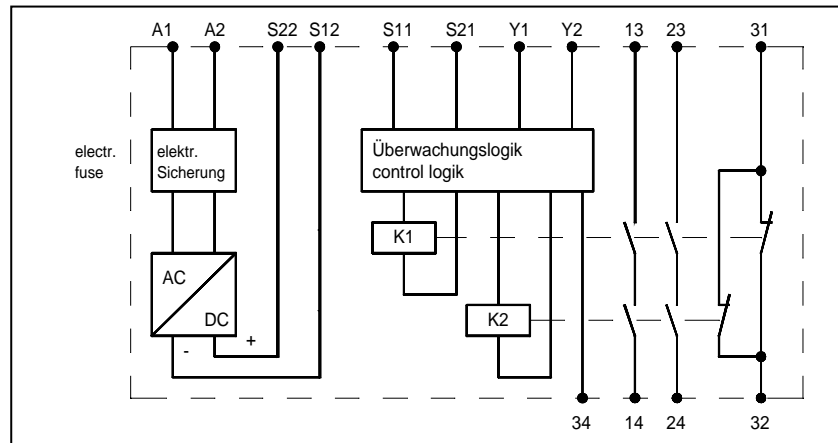 A1 A2 S22 S12 S11 S21 Y1 Y2 13 23 31
electr.
fuse
elektr.
Sicherung
Überwachungslogik
control logik
K1
AC
DC
K2
- +
34 14 24 32